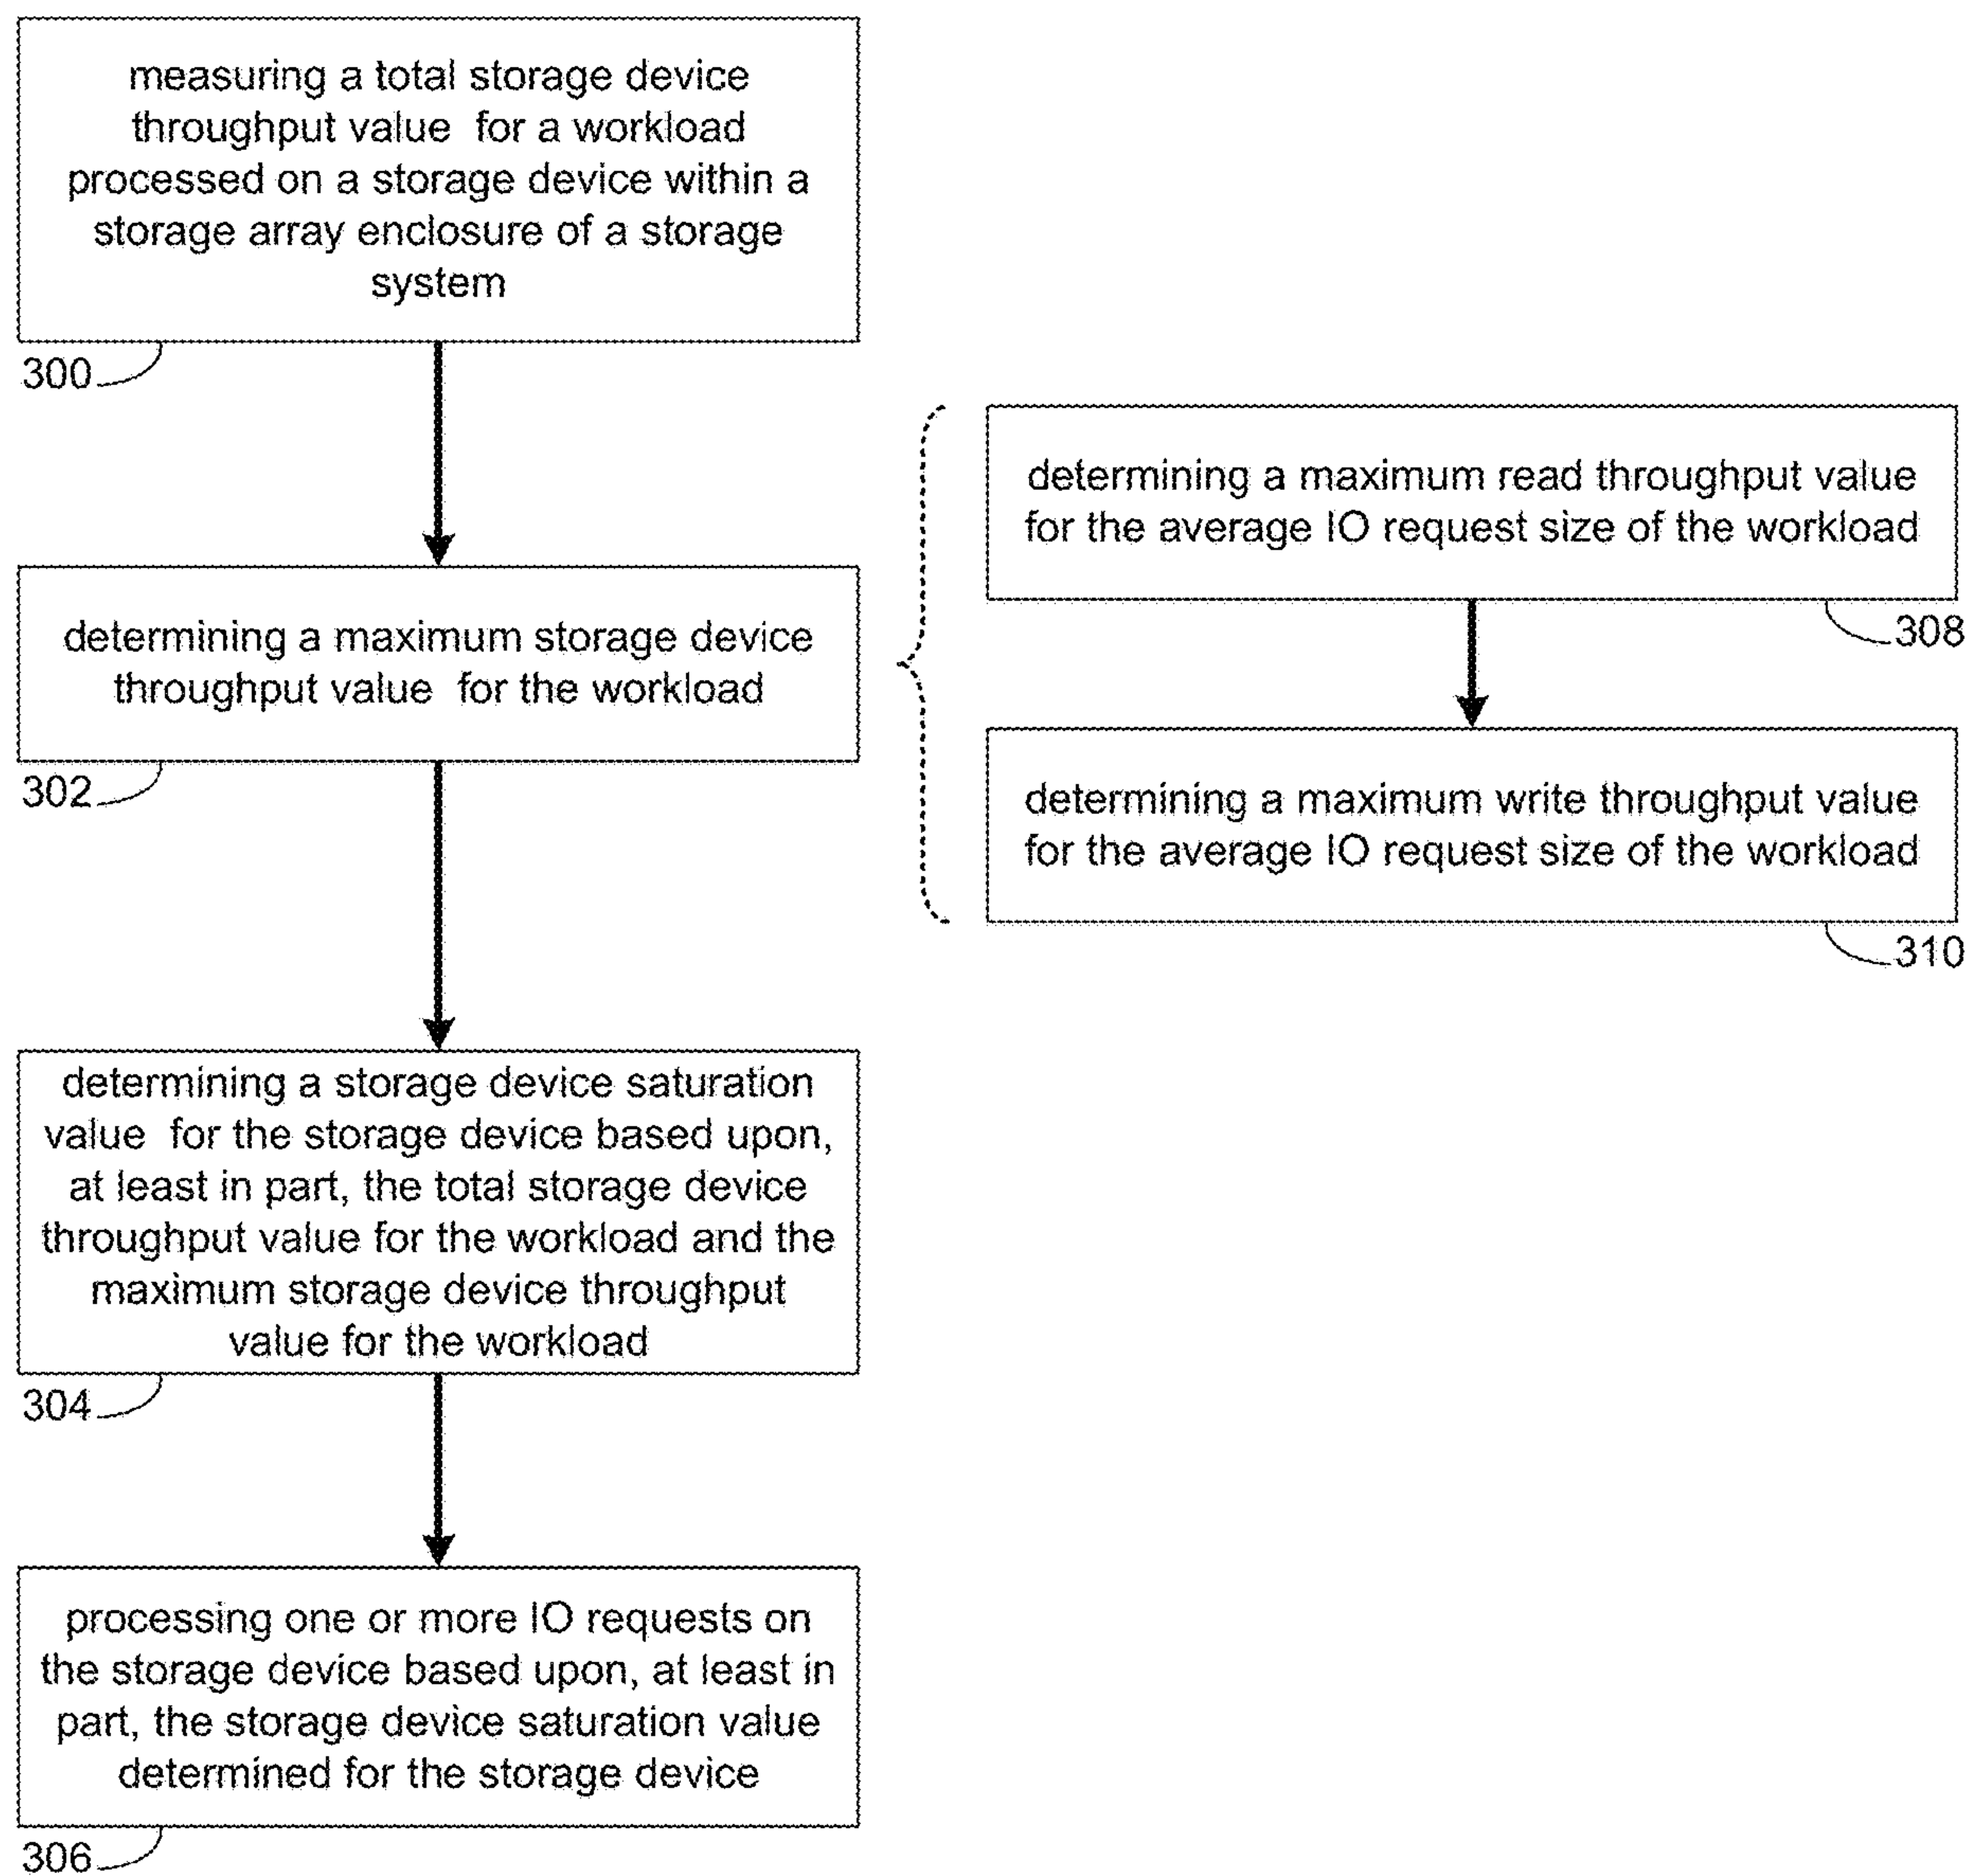 measuring a total storage device
throughput value for a workload
processed on a storage device within a
storage array enclosure of a storage
system
300
determining a maximum storage device
throughput value for the workload
302
determining a maximum read throughput value
for the average IO request size of the workload
308
determining a maximum write throughput value
for the average IO request size of the workload
310
determining a storage device saturation
value for the storage device based upon,
at least in part, the total storage device
throughput value for the workload and the
maximum storage device throughput
value for the workload
304
processing one or more IO requests on
the storage device based upon, at least in
part, the storage device saturation value
determined for the storage device
306